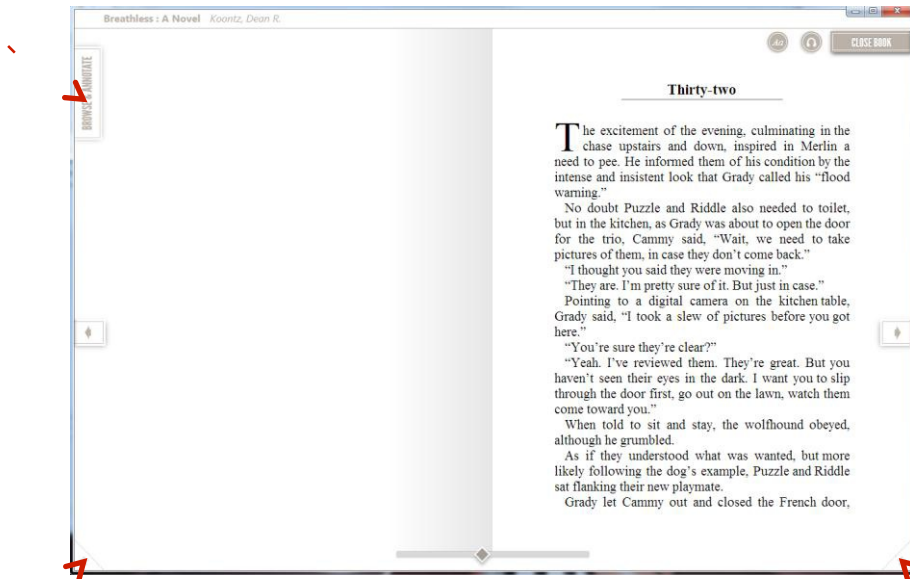 Breathless : A Novel Koontz, Dean R.
Aa
CLOSE BOOK
BROWSE & ANNOTATE
Thirty-two
The excitement of the evening, culminating in the
chase upstairs and down, inspired in Merlin a
need to pee. He informed them of his condition by the
intense and insistent look that Grady called his “flood
warning.”
No doubt Puzzle and Riddle also needed to toilet,
but in the kitchen, as Grady was about to open the door
for the trio, Cammy said, “Wait, we need to take
pictures of them, in case they don’t come back.”
“I thought you said they were moving in.”
“They are. I’m pretty sure of it. But just in case.”
Pointing to a digital camera on the kitchen table,
Grady said, “I took a slew of pictures before you got
here.”
“You’re sure they’re clear?”
“Yeah. I’ve reviewed them. They’re great. But you
haven’t seen their eyes in the dark. I want you to slip
through the door first, go out on the lawn, watch them
come toward you.”
When told to sit and stay, the wolfhound obeyed,
although he grumbled.
As if they understood what was wanted, but more
likely following the dog’s example, Puzzle and Riddle
sat flanking their new playmate.
Grady let Cammy out and closed the French door,